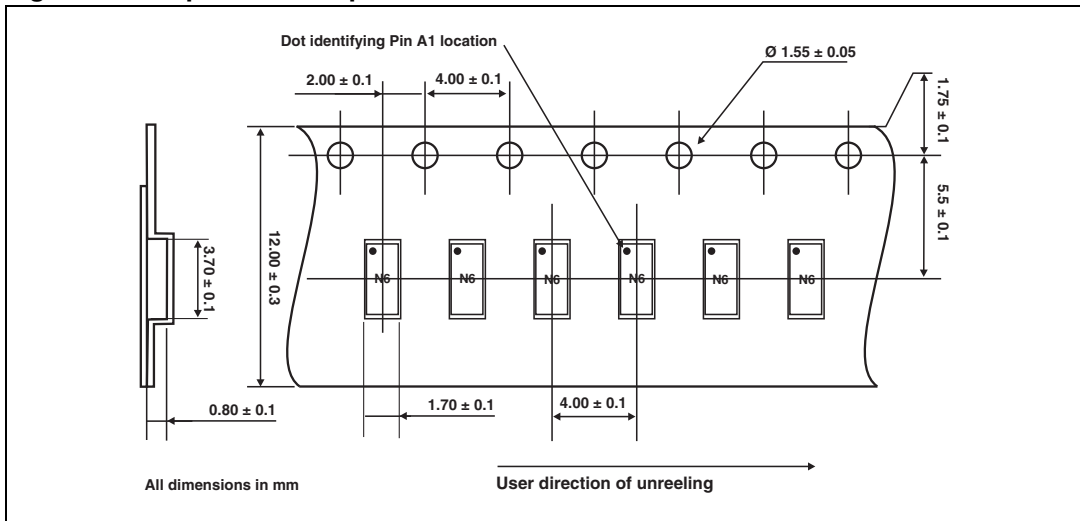 Dot identifying Pin A1 location
Ø 1.55 ± 0.05
2.00 ± 0.1
4.00 ± 0.1
1.75 ± 0.1
5.5 ± 0.1
12.00 ± 0.3
3.70 ± 0.1
N6
N6
N6
N6
N6
N6
0.80 ± 0.1
1.70 ± 0.1
4.00 ± 0.1
All dimensions in mm
User direction of unreeling